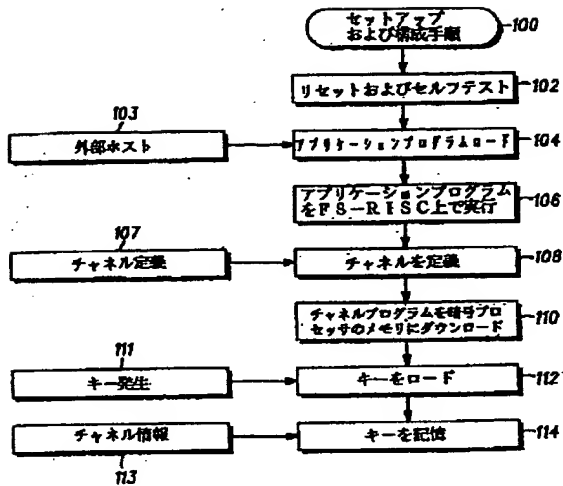 セットアップ
および構成手順
100
リセットおよびセルフテスト
102
103
外部ホスト
アプリケーションプログラムロード
104
アプリケーションプログラム
をFS-RISC上で実行
106
107
チャネル定義
チャネルを定義
108
チャネルプログラムを暗号プロ
セッサのメモリにダウンロード
110
111
キー発生
キーをロード
112
チャネル情報
キーを記憶
114
113